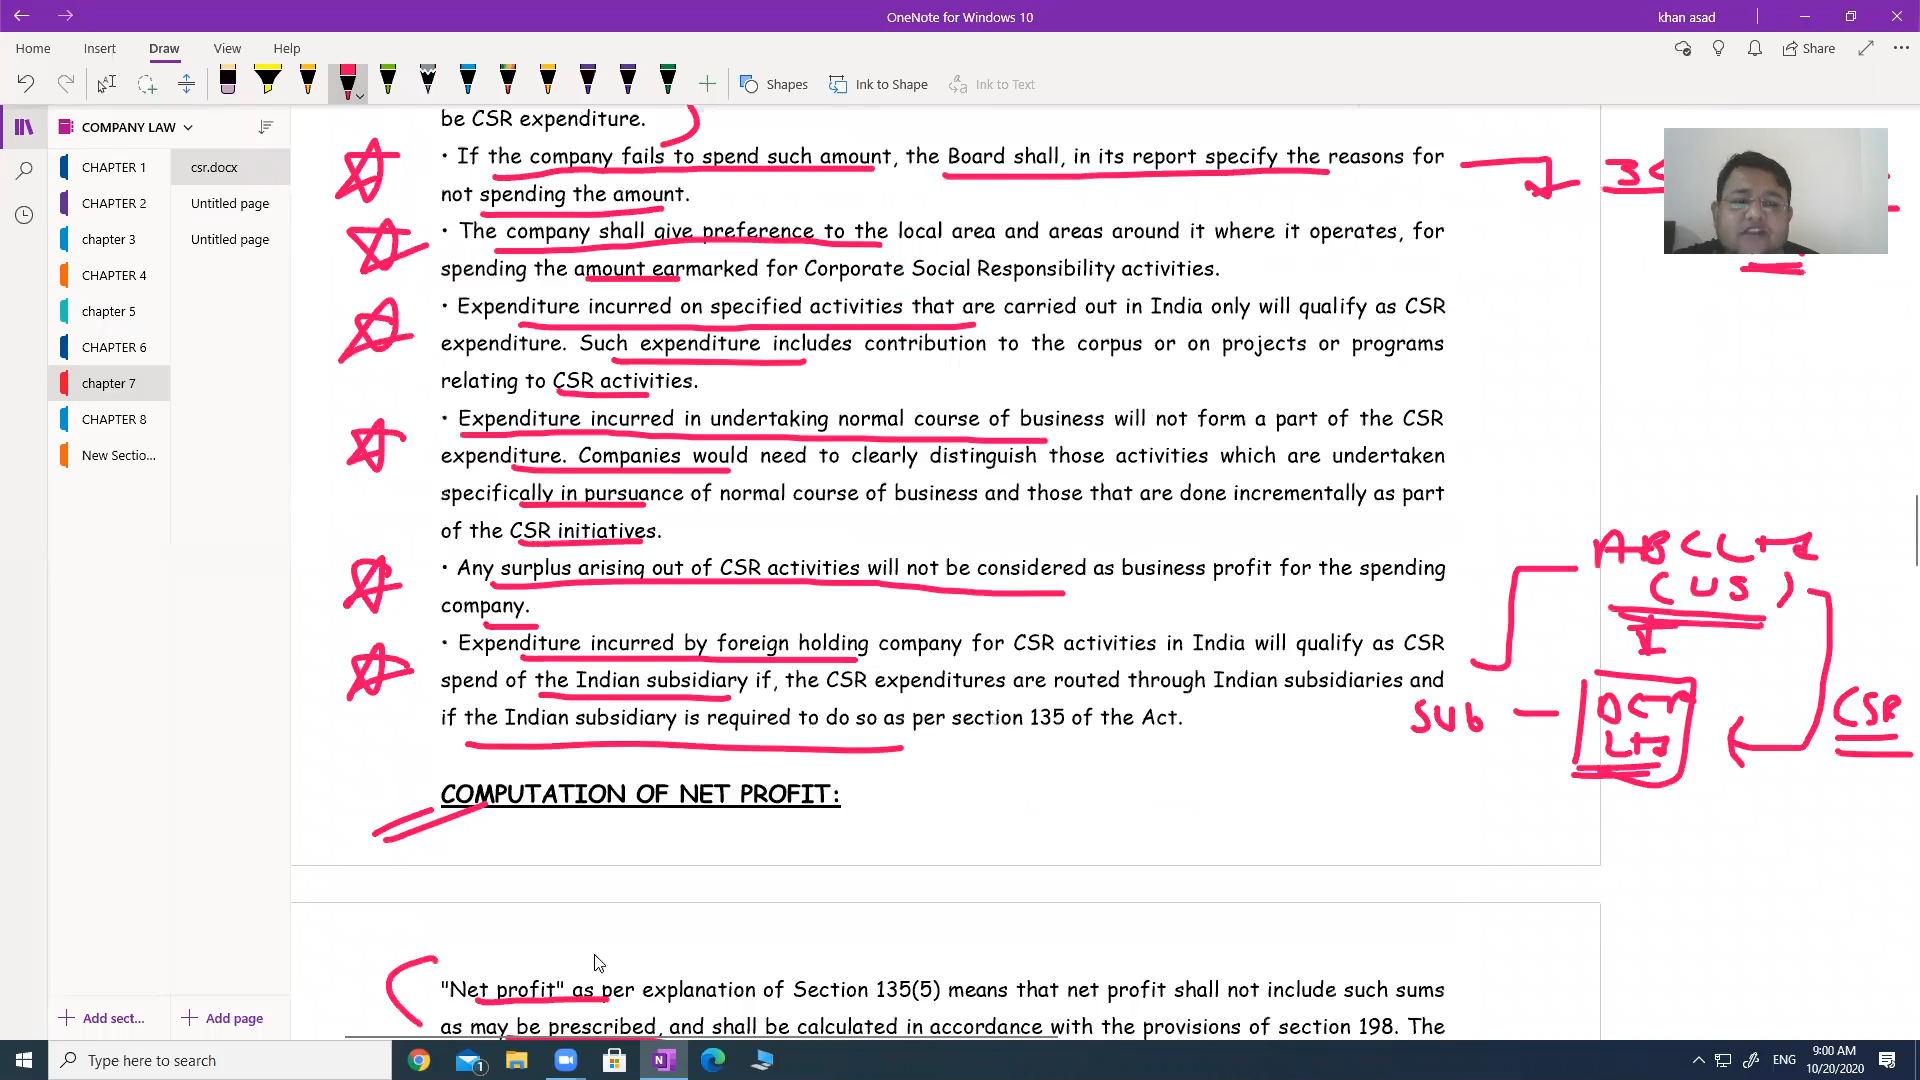 OneNote for Windows 10
khan asad
Home Insert Draw View Help
Share
Shapes
Ink to Shape
Ink to Text
COMPANY LAW
CHAPTER 1
CHAPTER 2
chapter 3
CHAPTER 4
chapter 5
CHAPTER 6
chapter 7
CHAPTER 8
New Sectio...
csr.docx
Untitled page
Untitled page
be CSR expenditure.
• If the company fails to spend such amount, the Board shall, in its report specify the reasons for
not spending the amount.
• The company shall give preference to the local area and areas around it where it operates, for
spending the amount earmarked for Corporate Social Responsibility activities.
• Expenditure incurred on specified activities that are carried out in India only will qualify as CSR
expenditure. Such expenditure includes contribution to the corpus or on projects or programs
relating to CSR activities.
• Expenditure incurred in undertaking normal course of business will not form a part of the CSR
expenditure. Companies would need to clearly distinguish those activities which are undertaken
specifically in pursuance of normal course of business and those that are done incrementally as part
of the CSR initiatives.
• Any surplus arising out of CSR activities will not be considered as business profit for the spending
company.
• Expenditure incurred by foreign holding company for CSR activities in India will qualify as CSR
spend of the Indian subsidiary if, the CSR expenditures are routed through Indian subsidiaries and
if the Indian subsidiary is required to do so as per section 135 of the Act.
COMPUTATION OF NET PROFIT:
"Net profit" as per explanation of Section 135(5) means that net profit shall not include such sums
as may be prescribed, and shall be calculated in accordance with the provisions of section 198. The
ABC Ltd
(US)
Sub
Ltd
CSR
Add sect...
Add page
Type here to search
1
ENG
9:00 AM
10/20/2020